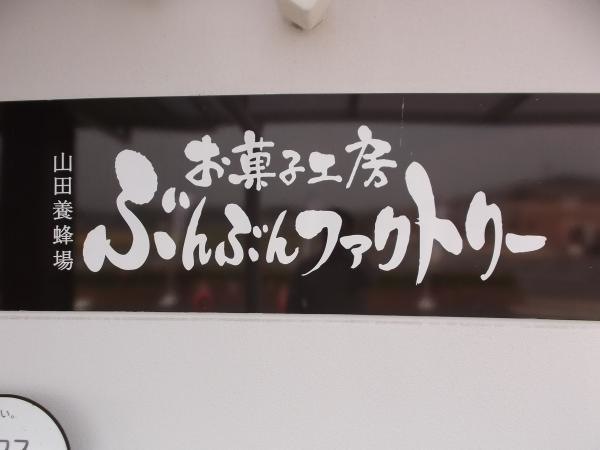 山田養蜂場
お菓子工房
ぶんぶんファクトリー
い。